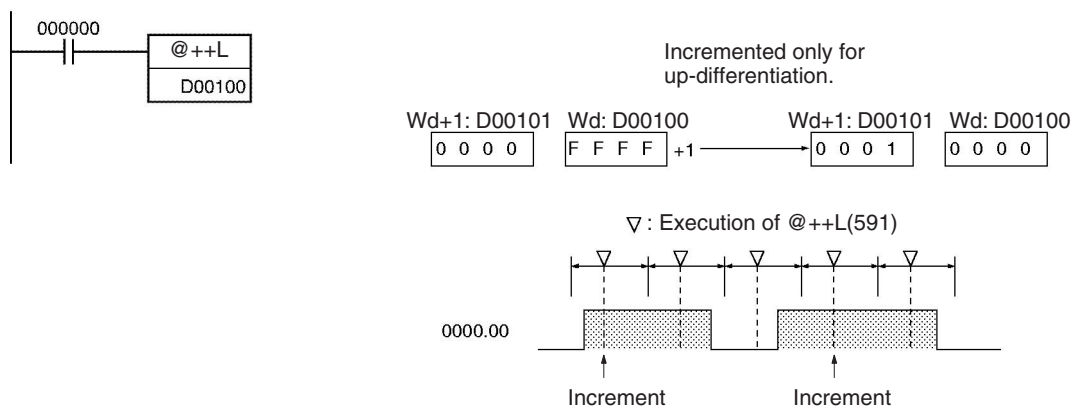 000000
@++L
D00100
Incremented only for
up-differentiation.
Wd+1: D00101 Wd: D00100 Wd+1: D00101 Wd: D00100
0 0 0 0 F F F F +1 0 0 0 1 0 0 0 0
▽ : Execution of @++L(591)
0000.00
Increment Increment